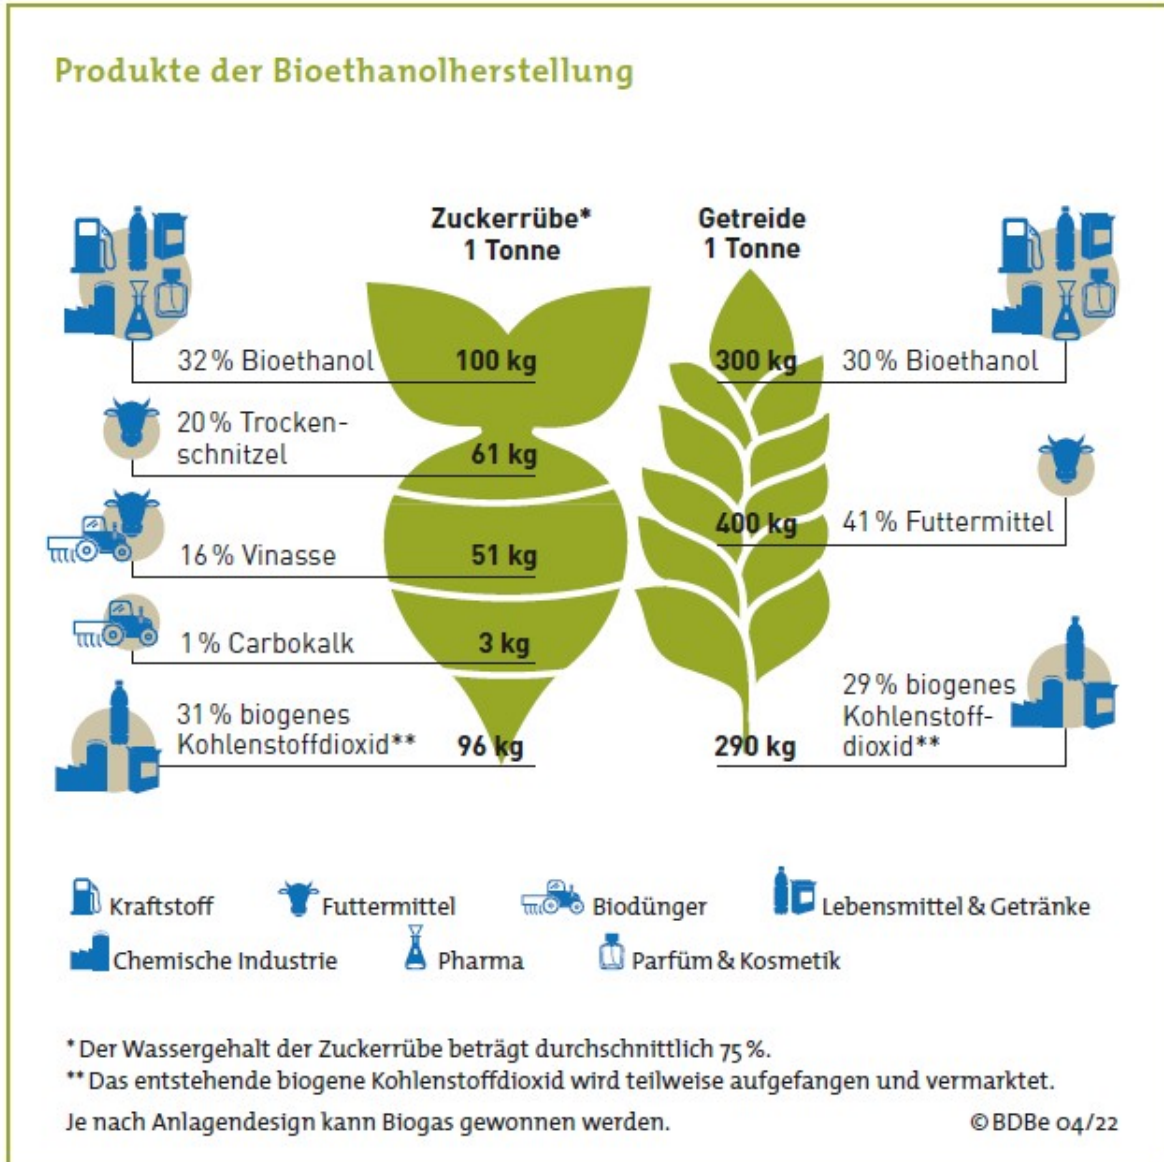 Produkte der Bioethanolherstellung
Zuckerrübe*
1 Tonne
Getreide
1 Tonne
32 % Bioethanol
100 kg
20 % Trocken-
schnitzel
61 kg
16 % Vinasse
51 kg
1 % Carbokalk
3 kg
31 % biogenes
Kohlenstoffdioxid**
96 kg
300 kg
30 % Bioethanol
400 kg
41 % Futtermittel
290 kg
29 % biogenes
Kohlenstoff-
dioxid**
Kraftstoff
Futtermittel
Biodünger
Lebensmittel & Getränke
Chemische Industrie
Pharma
Parfüm & Kosmetik
* Der Wassergehalt der Zuckerrübe beträgt durchschnittlich 75 %.
** Das entstehende biogene Kohlenstoffdioxid wird teilweise aufgefangen und vermarktet.
Je nach Anlagendesign kann Biogas gewonnen werden.
© BDBe 04/22